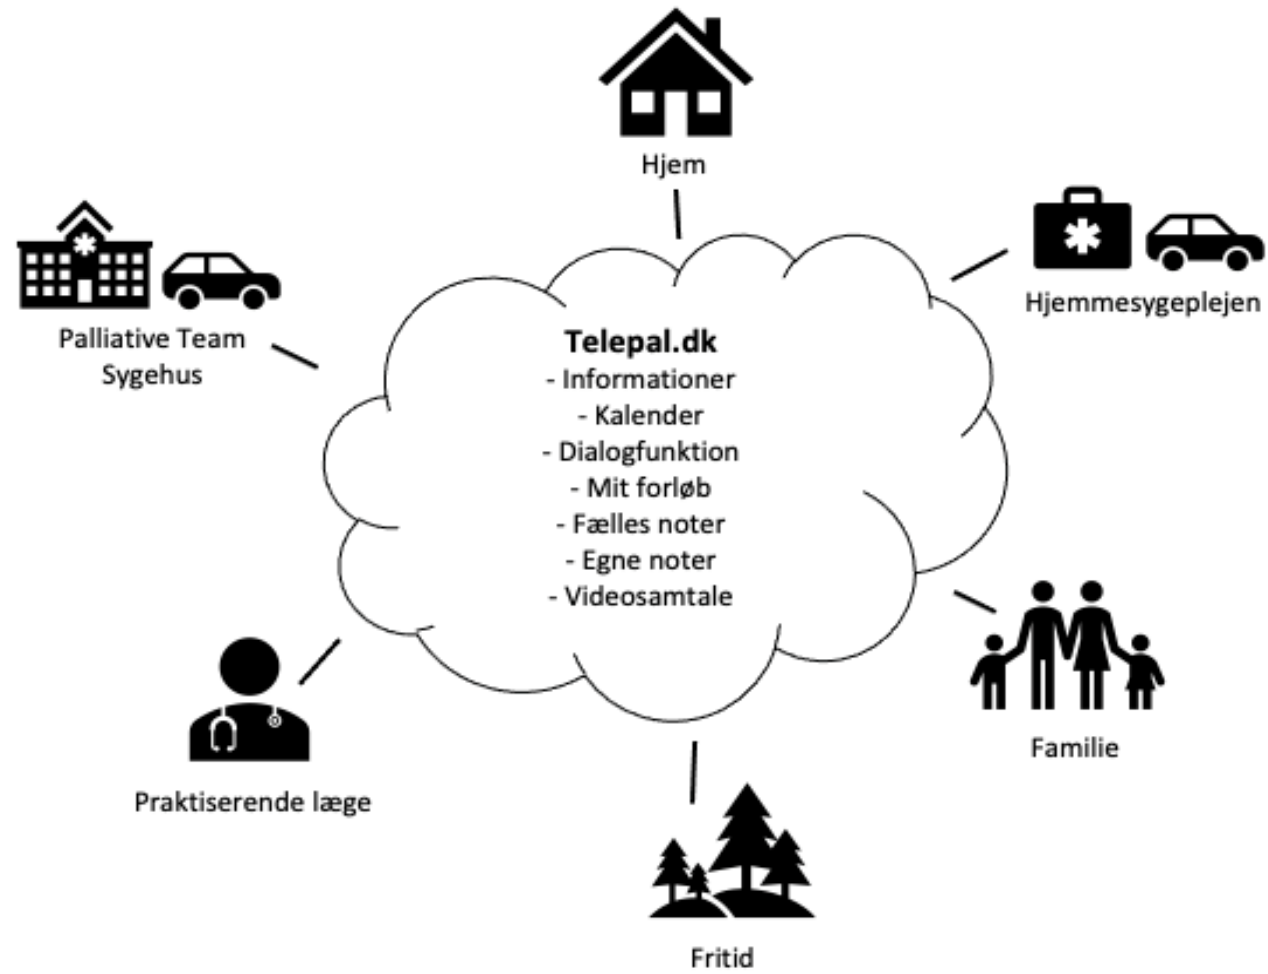 Hjem
Hjemmesygeplejen
Palliative Team
Sygehus
Telepal.dk
- Informationer
- Kalender
- Dialogfunktion
- Mit forløb
- Fælles noter
- Egne noter
- Videosamtale
Familie
Praktiserende læge
Fritid